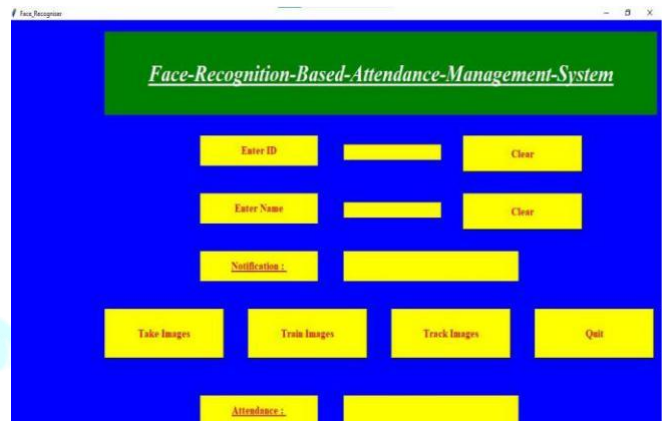 Face_Recogniser
Face-Recognition-Based-Attendance-Management-System
Enter ID
Clear
Enter Name
Clear
Notification :
Take Images
Train Images
Track Images
Quit
Attendance :